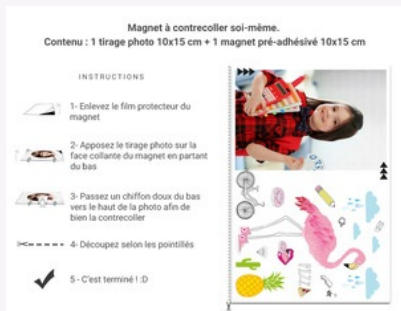 Magnet à contrecoller soi-même.
Contenu : 1 tirage photo 10x15 cm + 1 magnet pré-adhésivé 10x15 cm
INSTRUCTIONS
1- Enlevez le film protecteur du
magnet
2- Apposez le tirage photo sur la
face collante du magnet en partant
du bas
3- Passez un chiffon doux du bas
vers le haut de la photo afin de
bien la contrecoller
4- Découpez selon les pointillés
5 - C'est terminé ! :D